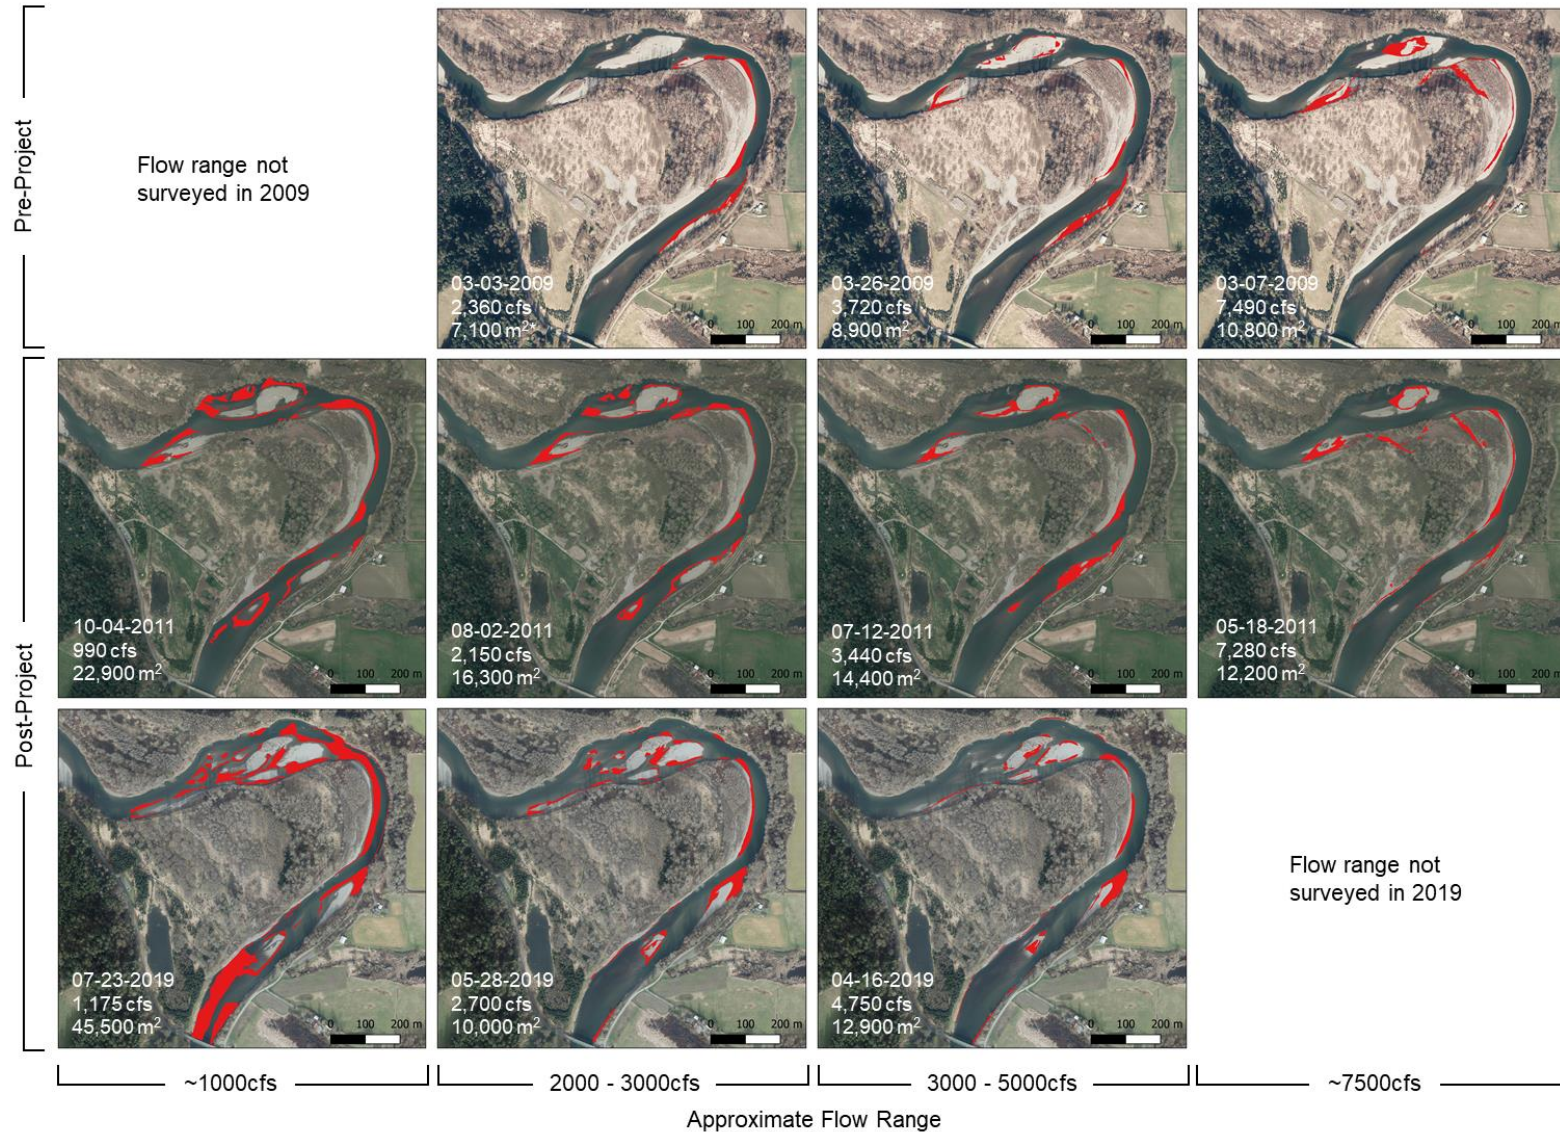 Pre-Project
Flow range not
surveyed in 2009
03-03-2009
2,360 cfs
7,100 m²*
0 100 200 m
03-26-2009
3,720 cfs
8,900 m²
0 100 200 m
03-07-2009
7,490 cfs
10,800 m²
0 100 200 m
Post-Project
10-04-2011
990 cfs
22,900 m²
0 100 200 m
08-02-2011
2,150 cfs
16,300 m²
0 100 200 m
07-12-2011
3,440 cfs
14,400 m²
0 100 200 m
05-18-2011
7,280 cfs
12,200 m²
0 100 200 m
07-23-2019
1,175 cfs
45,500 m²
0 100 200 m
05-28-2019
2,700 cfs
10,000 m²
0 100 200 m
04-16-2019
4,750 cfs
12,900 m²
0 100 200 m
Flow range not
surveyed in 2019
~1000cfs
2000 - 3000cfs
3000 - 5000cfs
~7500cfs
Approximate Flow Range